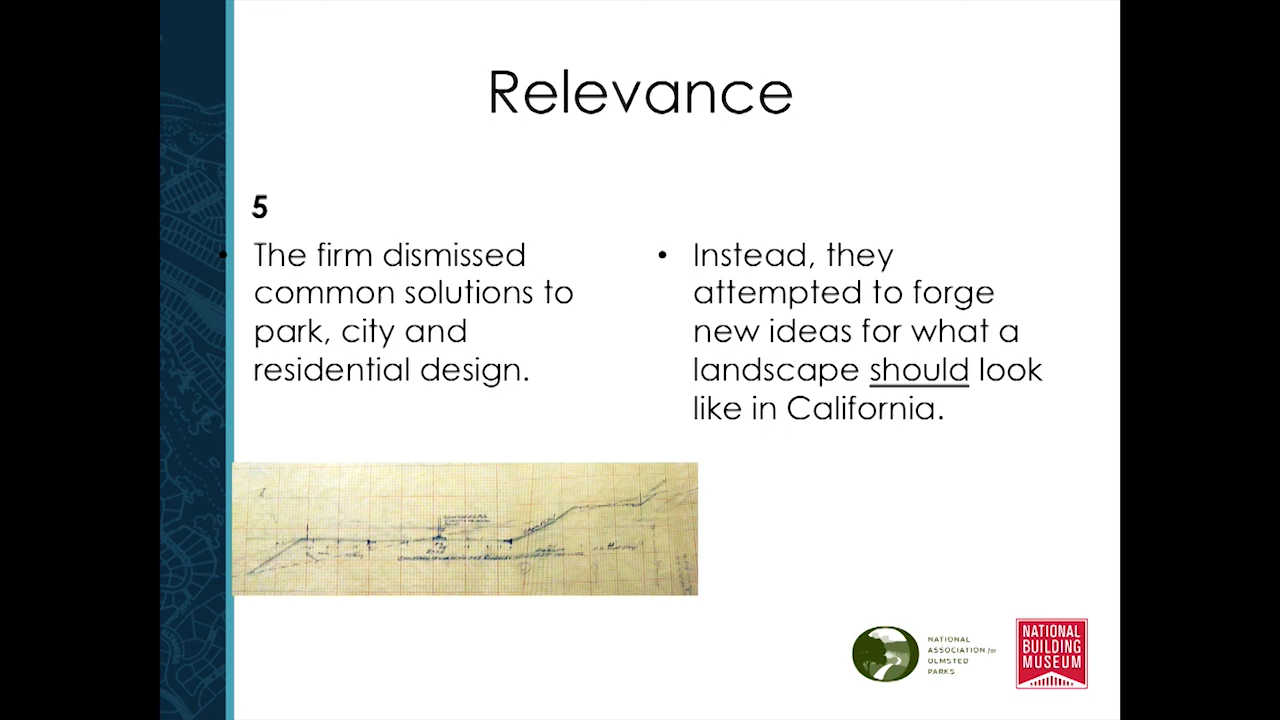 Relevance
5
• The firm dismissed
common solutions to
park, city and
residential design.
• Instead, they
attempted to forge
new ideas for what a
landscape should look
like in California.
NATIONAL
ASSOCIATION for
OLMSTED
PARKS
NATIONAL
BUILDING
MUSEUM